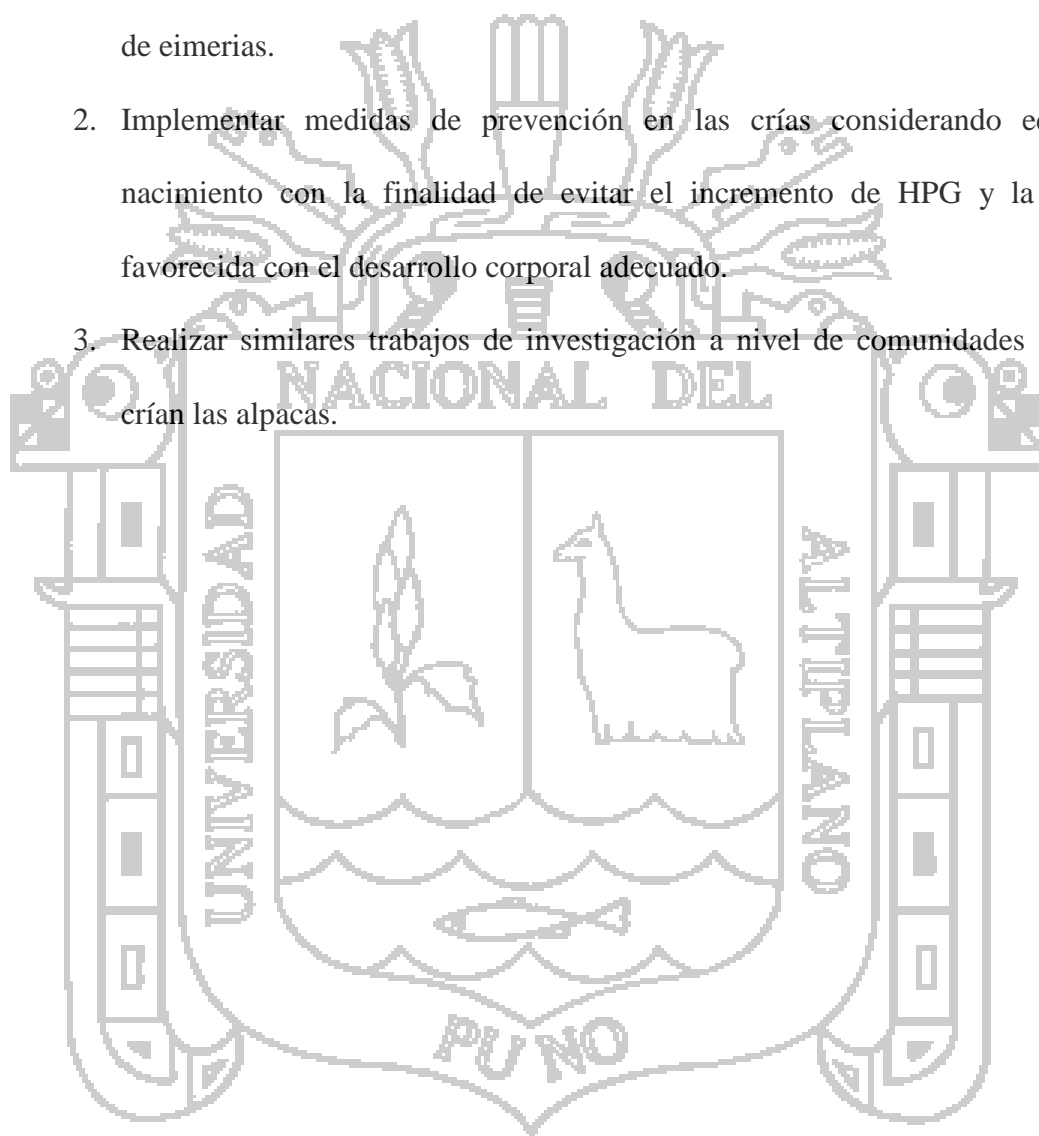 de eimerias.
2. Implementar medidas de prevención en las crías considerando
nacimiento con la finalidad de evitar el incremento de HPG y la
favorecida con el desarrollo corporal adecuado.
3. Realizar similares trabajos de investigación a nivel de comunidades
NACIONAL DEL
crían las alpacas.
UNIVERSIDAD
ALTIPLANO
PUNO